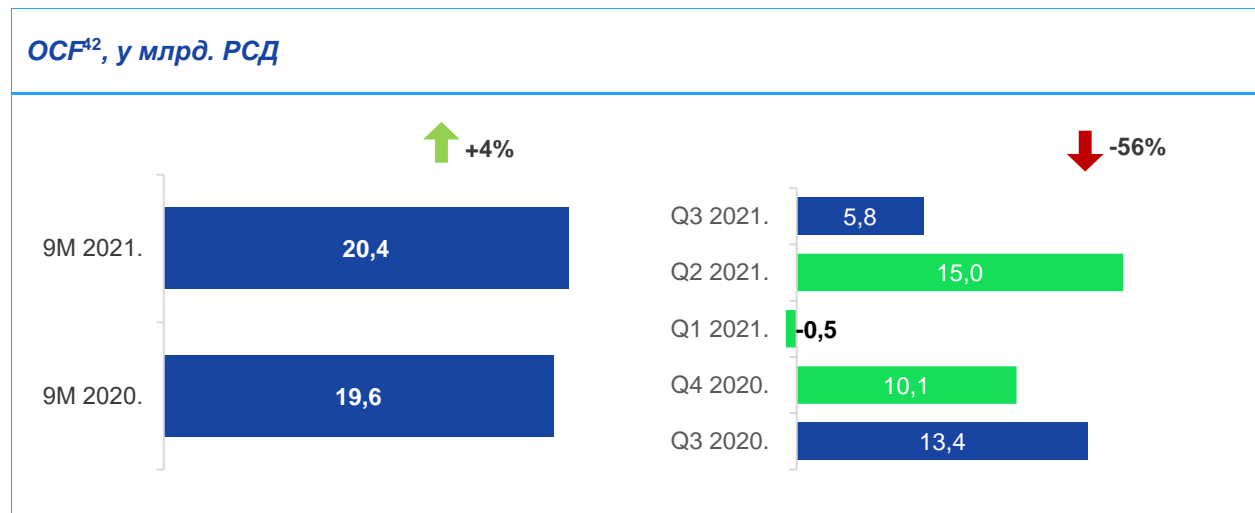 OCF42, у млрд. РСД
+4%
9M 2021.
20,4
9M 2020.
19,6
-56%
Q3 2021.
5,8
Q2 2021.
15,0
Q1 2021.
-0,5
Q4 2020.
10,1
Q3 2020.
13,4